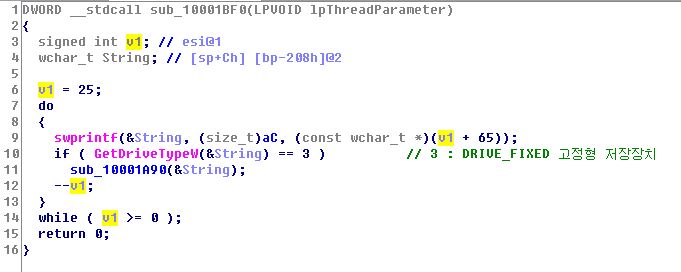 1 DWORD __stdcall sub_10001BF0(LPVOID lpThreadParameter)
2 {
3 signed int v1; // esi@1
4 wchar_t String; // [sp+Ch] [bp-208h]@2
5
6 v1 = 25;
7 do
8 {
9 swprintf(&String, (size_t)aC, (const wchar_t *)(v1 + 65));
10 if ( GetDriveTypeW(&String) == 3 ) // 3 : DRIVE_FIXED 고정형 저장장치
11 sub_10001A90(&String);
12 --v1;
13 }
14 while ( v1 >= 0 );
15 return 0;
16 }